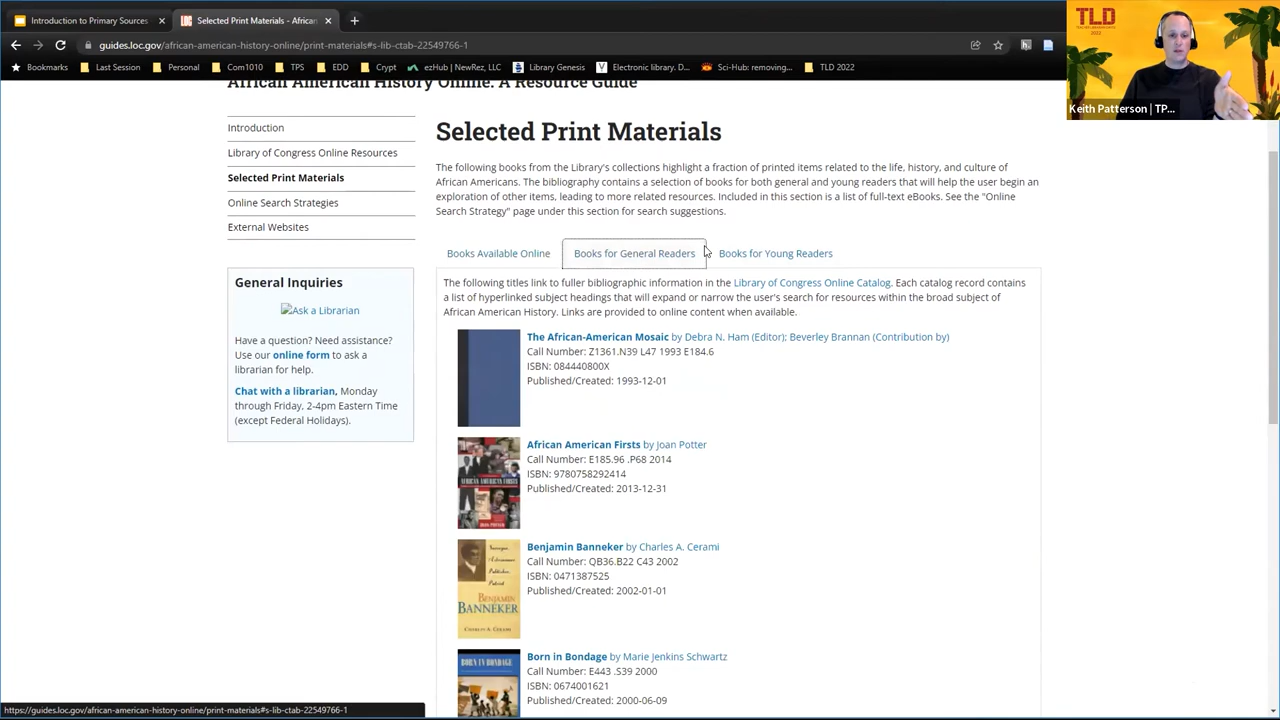 Introduction to Primary Sources
Selected Print Materials - Africa
guides.loc.gov/african-american-history-online/print-materials#s-lib-ctab-22549766-1
Bookmarks Last Session Personal Com1010 TPS EDD Crypt ezHub | NewRez, LLC Library Genesis Electronic library. D... Sci-Hub: removing... TLD 2022
TLD
2022
Keith Patterson | TP...
African American History Online: A Resource Guide
Introduction
Library of Congress Online Resources
Selected Print Materials
Online Search Strategies
External Websites
General Inquiries
Ask a Librarian
Have a question? Need assistance?
Use our online form to ask a
librarian for help.
Chat with a librarian, Monday
through Friday, 2-4pm Eastern Time
(except Federal Holidays).
Selected Print Materials
The following books from the Library's collections highlight a fraction of printed items related to the life, history, and culture of
African Americans. The bibliography contains a selection of books for both general and young readers that will help the user begin an
exploration of other items, leading to more related resources. Included in this section is a list of full-text eBooks. See the "Online
Search Strategy" page under this section for search suggestions.
Books Available Online Books for General Readers Books for Young Readers
The following titles link to fuller bibliographic information in the Library of Congress Online Catalog. Each catalog record contains
a list of hyperlinked subject headings that will expand or narrow the user's search for resources within the broad subject of
African American History. Links are provided to online content when available.
The African-American Mosaic by Debra N. Ham (Editor); Beverley Brannan (Contribution by)
Call Number: Z1361.N39 L47 1993 E184.6
ISBN: 084440800X
Published/Created: 1993-12-01
African American Firsts by Joan Potter
Call Number: E185.96 .P68 2014
ISBN: 9780758292414
Published/Created: 2013-12-31
AFRICAN AMERICAN FIRSTS
JOAN POTTER
Benjamin Banneker by Charles A. Cerami
Call Number: QB36.B22 C43 2002
ISBN: 0471387525
Published/Created: 2002-01-01
BENJAMIN
BANNEKER
CHARLES A. CERAMI
Born in Bondage by Marie Jenkins Schwartz
Call Number: E443 .S39 2000
ISBN: 0674001621
Published/Created: 2000-06-09
BORN IN BONDAGE
https://guides.loc.gov/african-american-history-online/print-materials#s-lib-ctab-22549766-1